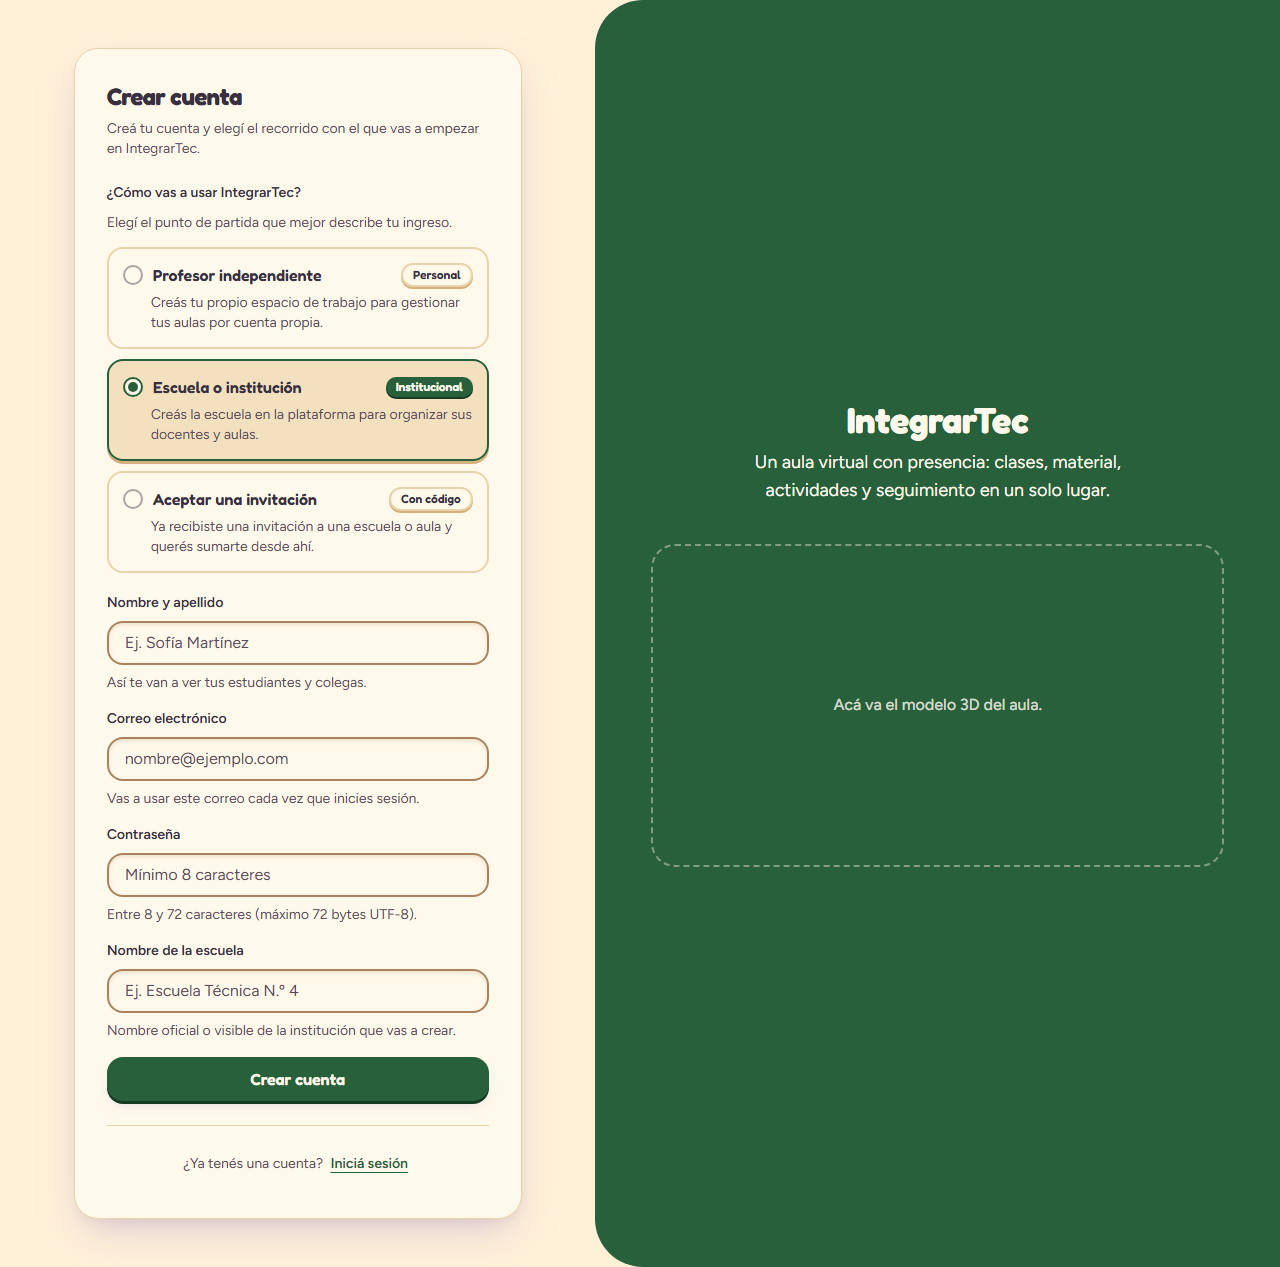 Crear cuenta
Creá tu cuenta y elegí el recorrido con el que vas a empezar
en IntegrarTec.
¿Cómo vas a usar IntegrarTec?
Elegí el punto de partida que mejor describe tu ingreso.
Profesor independiente
Personal
Creás tu propio espacio de trabajo para gestionar
tus aulas por cuenta propia.
Escuela o institución
Institucional
Creás la escuela en la plataforma para organizar sus
docentes y aulas.
Aceptar una invitación
Con código
Ya recibiste una invitación a una escuela o aula y
querés sumarte desde ahí.
Nombre y apellido
Ej. Sofía Martínez
Así te van a ver tus estudiantes y colegas.
Correo electrónico
nombre@ejemplo.com
Vas a usar este correo cada vez que inicies sesión.
Contraseña
Mínimo 8 caracteres
Entre 8 y 72 caracteres (máximo 72 bytes UTF-8).
Nombre de la escuela
Ej. Escuela Técnica N.º 4
Nombre oficial o visible de la institución que vas a crear.
Crear cuenta
¿Ya tenés una cuenta? Iniciá sesión
IntegrarTec
Un aula virtual con presencia: clases, material,
actividades y seguimiento en un solo lugar.
Acá va el modelo 3D del aula.